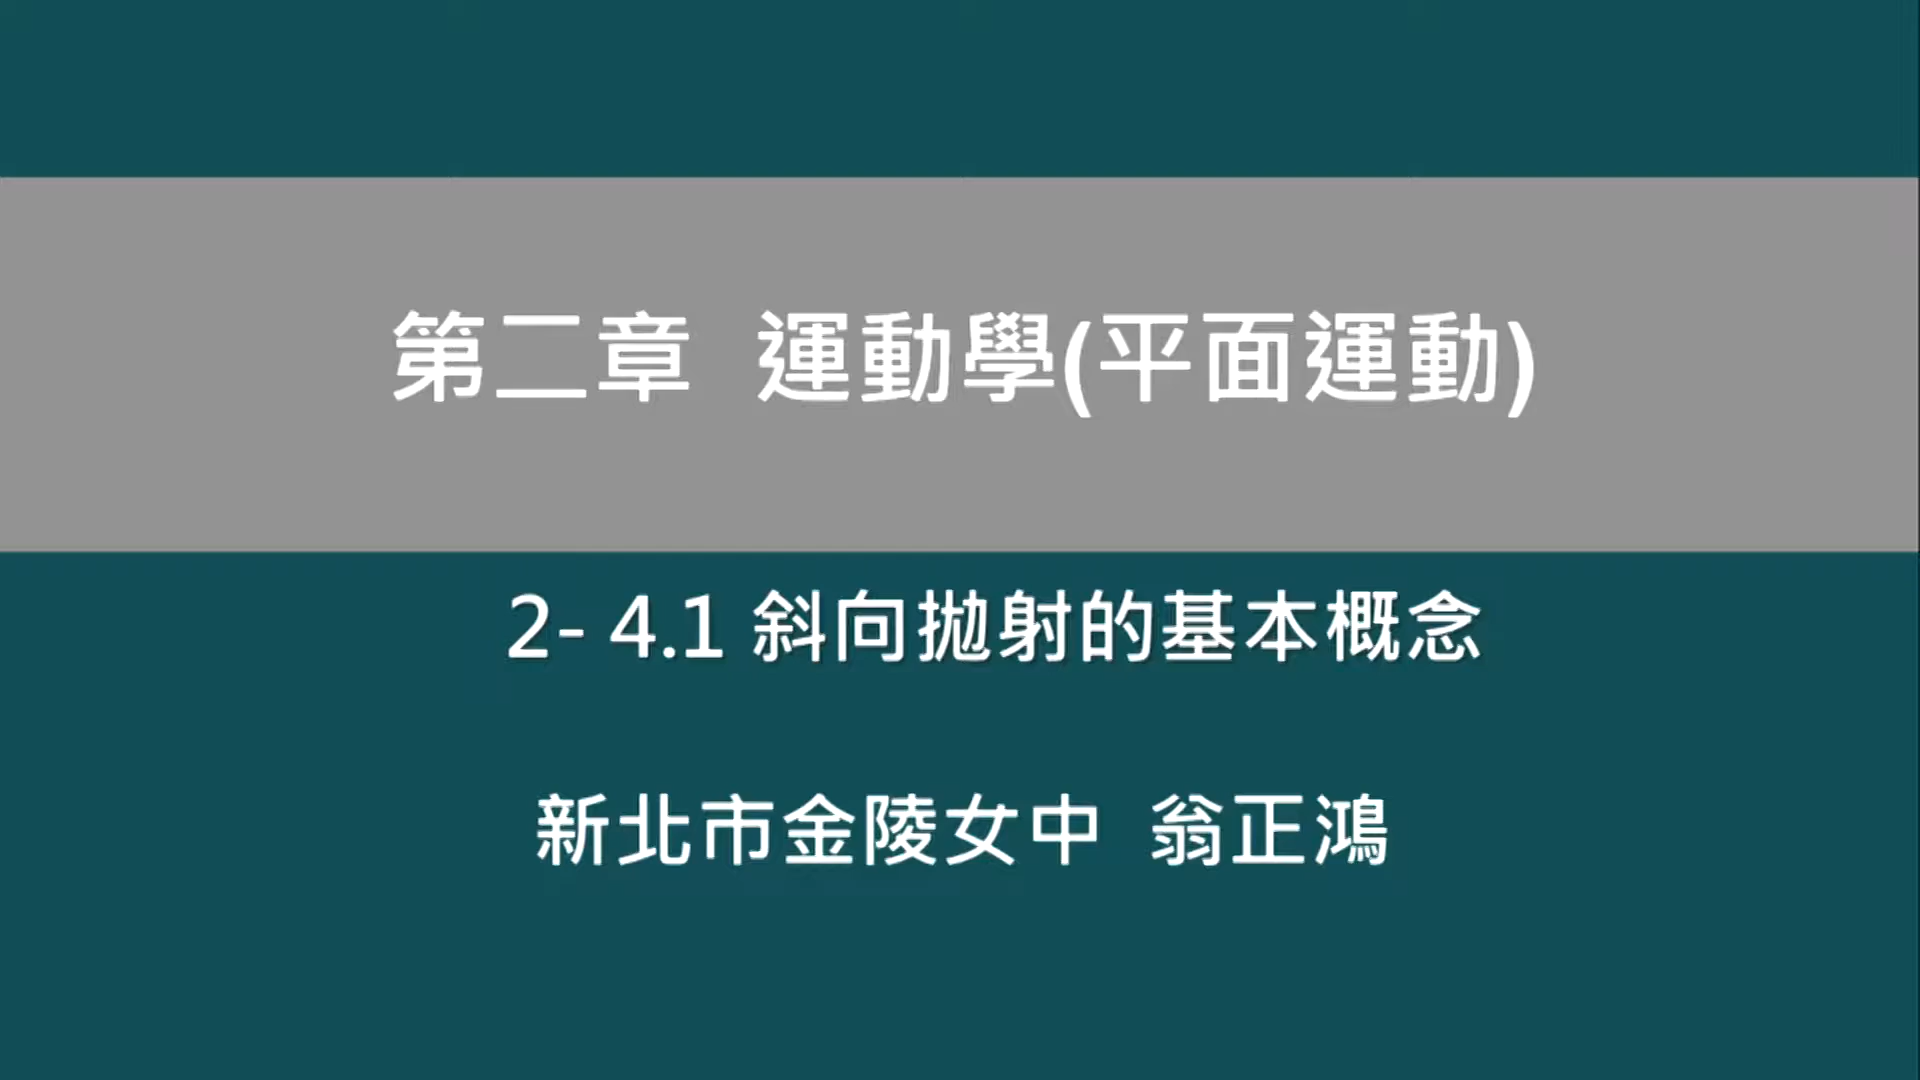 第二章 運動學(平面運動)
2- 4.1 斜向拋射的基本概念
新北市金陵女中 翁正鴻